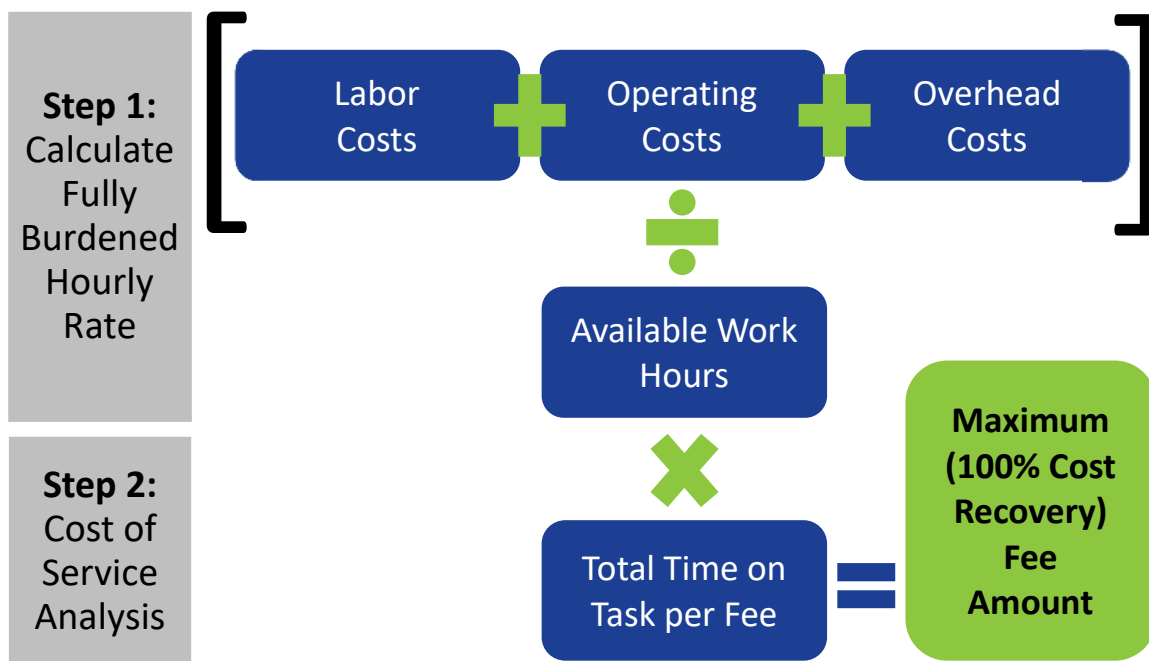 Step 1:
Calculate
Fully
Burdened
Hourly
Rate
Labor
Costs
Operating
Costs
Overhead
Costs
Available Work
Hours
Step 2:
Cost of
Service
Analysis
Total Time on
Task per Fee
Maximum
(100% Cost
Recovery)
Fee
Amount